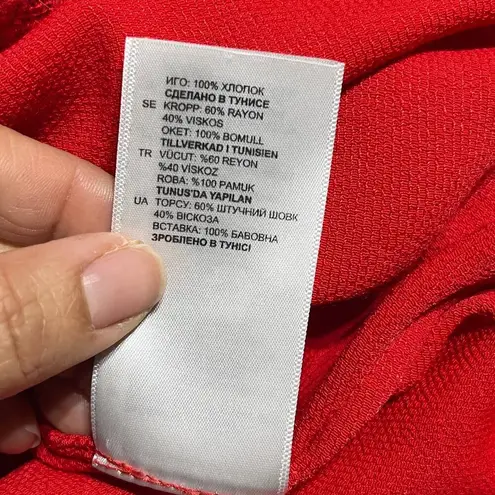 ИГО: 100% ХЛОПОК
СДЕЛАНО В ТУНИСЕ
SE KROPP: 60% RAYON
40% VISKOS
OKET: 100% BOMULL
TILLVERKAD I TUNISIEN
TR VÜCUT: %60 REYON
%40 VİSKOZ
ROBA: %100 PAMUK
TUNUS'DA YAPILAN
UA ТОРСУ: 60% ШТУЧНИЙ ШОВК
40% ВІСКОЗА
ВСТАВКА: 100% БАВОВНА
ЗРОБЛЕНО В ТУНІСІ